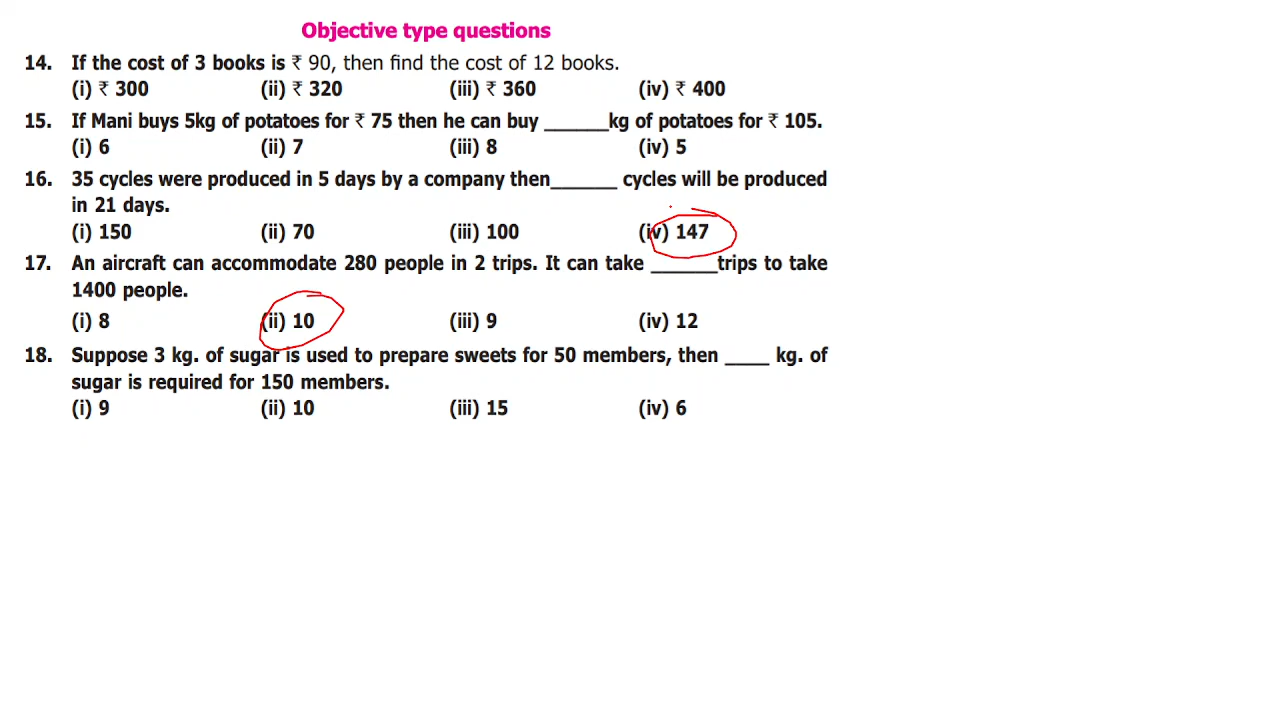 Objective type questions
14. If the cost of 3 books is ₹ 90, then find the cost of 12 books.
(i) ₹ 300 (ii) ₹ 320 (iii) ₹ 360 (iv) ₹ 400
15. If Mani buys 5kg of potatoes for ₹ 75 then he can buy ______kg of potatoes for ₹ 105.
(i) 6 (ii) 7 (iii) 8 (iv) 5
16. 35 cycles were produced in 5 days by a company then______ cycles will be produced
in 21 days.
(i) 150 (ii) 70 (iii) 100 (iv) 147
17. An aircraft can accommodate 280 people in 2 trips. It can take ______trips to take
1400 people.
(i) 8 (ii) 10 (iii) 9 (iv) 12
18. Suppose 3 kg. of sugar is used to prepare sweets for 50 members, then ____ kg. of
sugar is required for 150 members.
(i) 9 (ii) 10 (iii) 15 (iv) 6